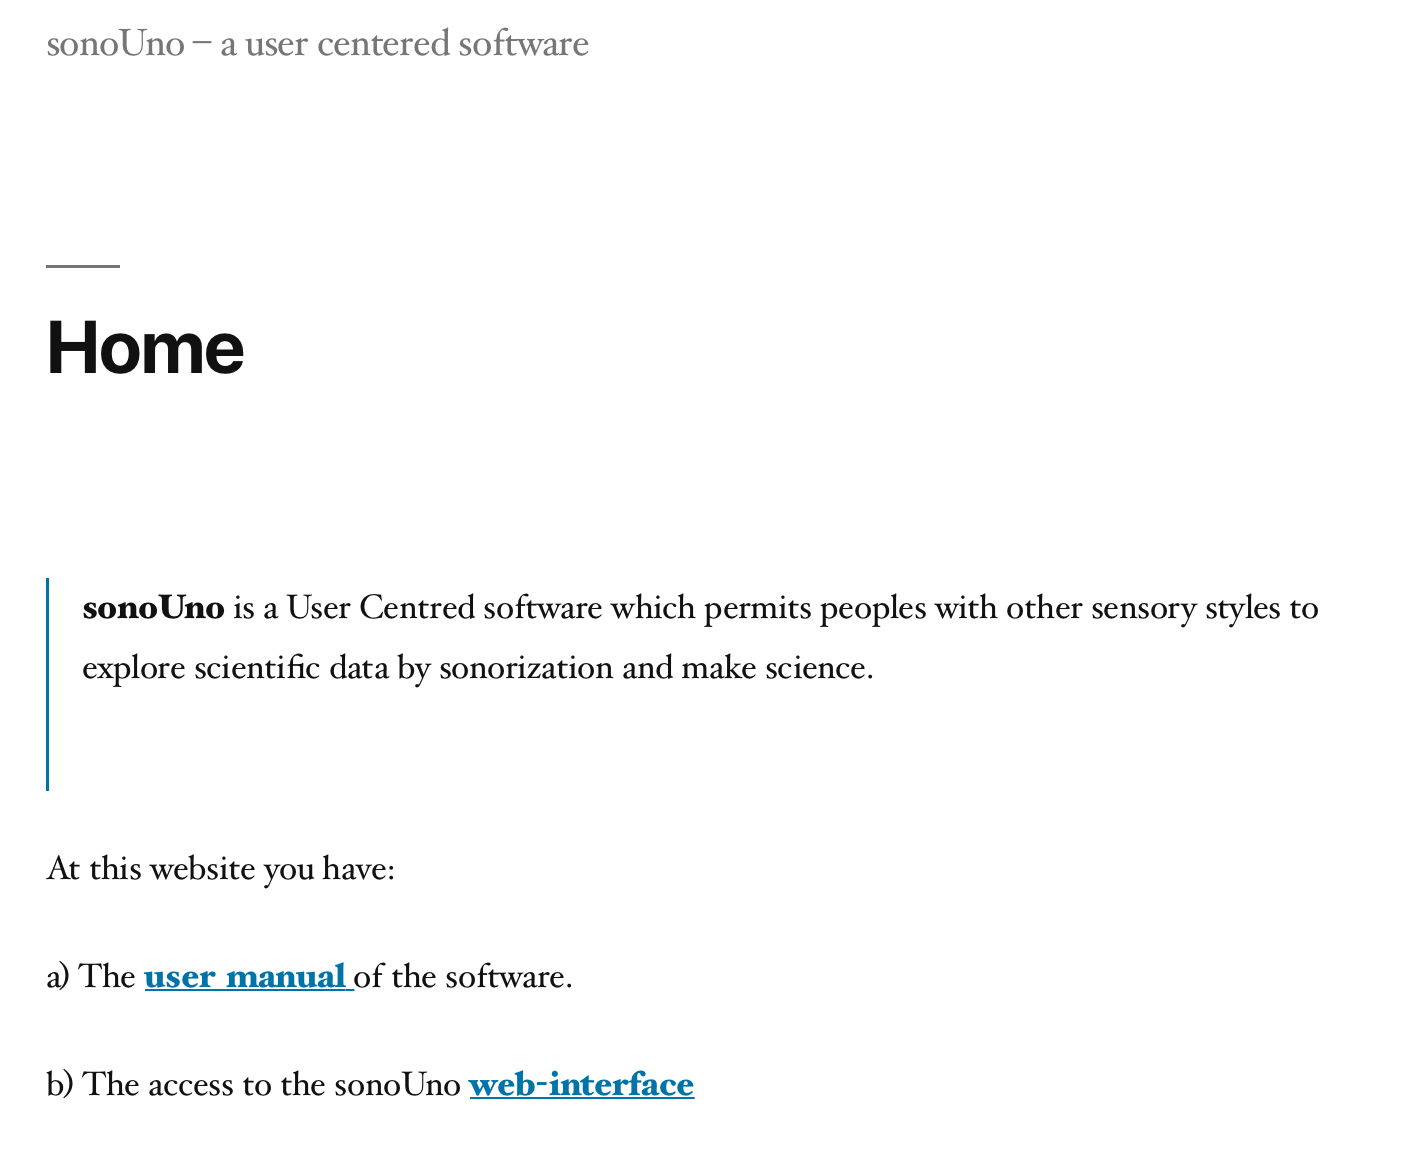 sonoUno – a user centered software
Home
sonoUno is a User Centred software which permits peoples with other sensory styles to
explore scientific data by sonorization and make science.
At this website you have:
a) The user manual of the software.
b) The access to the sonoUno web-interface